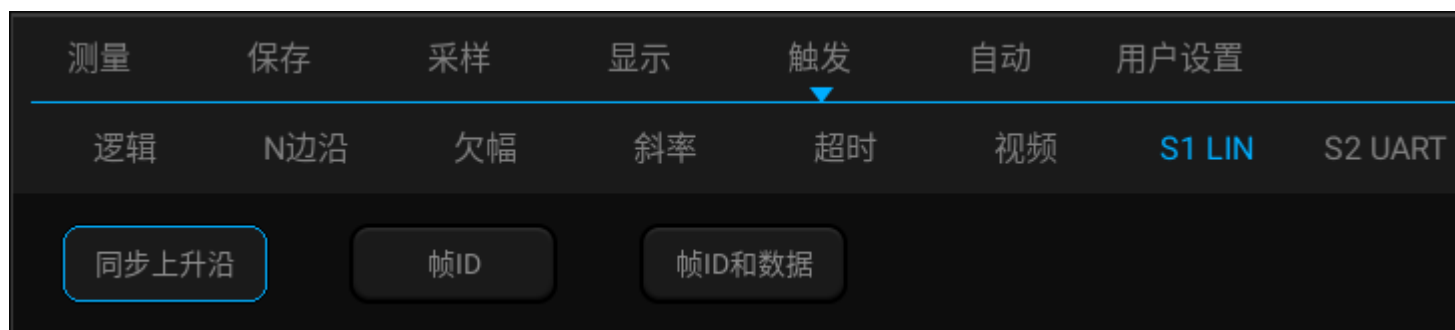 测量 保存 采样 显示 触发 自动 用户设置
逻辑 N边沿 欠幅 斜率 超时 视频 S1 LIN S2 UART
同步上升沿 帧ID 帧ID和数据